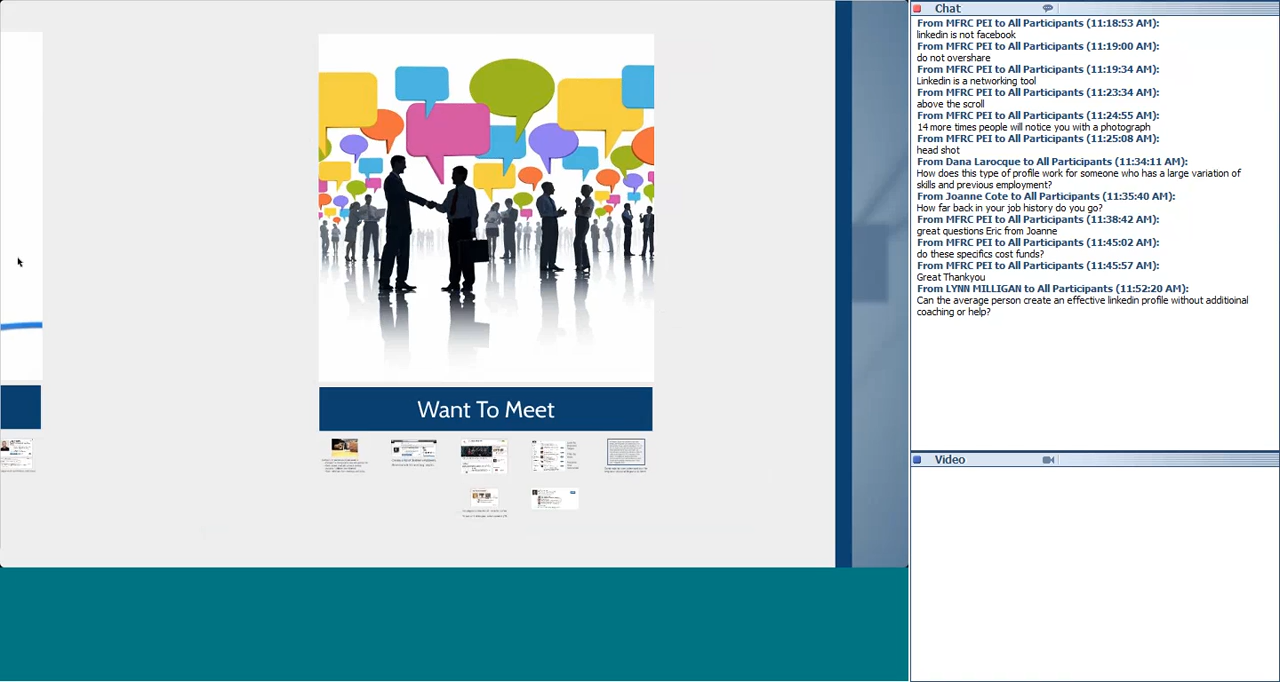 Want To Meet
Chat
From MFRC PEI to All Participants (11:18:53 AM):
linkedin is not facebook
From MFRC PEI to All Participants (11:19:00 AM):
do not overshare
From MFRC PEI to All Participants (11:19:34 AM):
Linkedin is a networking tool
From MFRC PEI to All Participants (11:23:34 AM):
above the scroll
From MFRC PEI to All Participants (11:24:55 AM):
14 more times people will notice you with a photograph
From MFRC PEI to All Participants (11:25:08 AM):
head shot
From Dana Larocque to All Participants (11:34:11 AM):
How does this type of profile work for someone who has a large variation of
skills and previous employment?
From Joanne Cote to All Participants (11:35:40 AM):
How far back in your job history do you go?
From MFRC PEI to All Participants (11:38:42 AM):
great questions Eric from Joanne
From MFRC PEI to All Participants (11:45:02 AM):
do these specifics cost funds?
From MFRC PEI to All Participants (11:45:57 AM):
Great Thankyou
From LYNN MILLIGAN to All Participants (11:52:20 AM):
Can the average person create an effective linkedin profile without additioinal
coaching or help?
Video